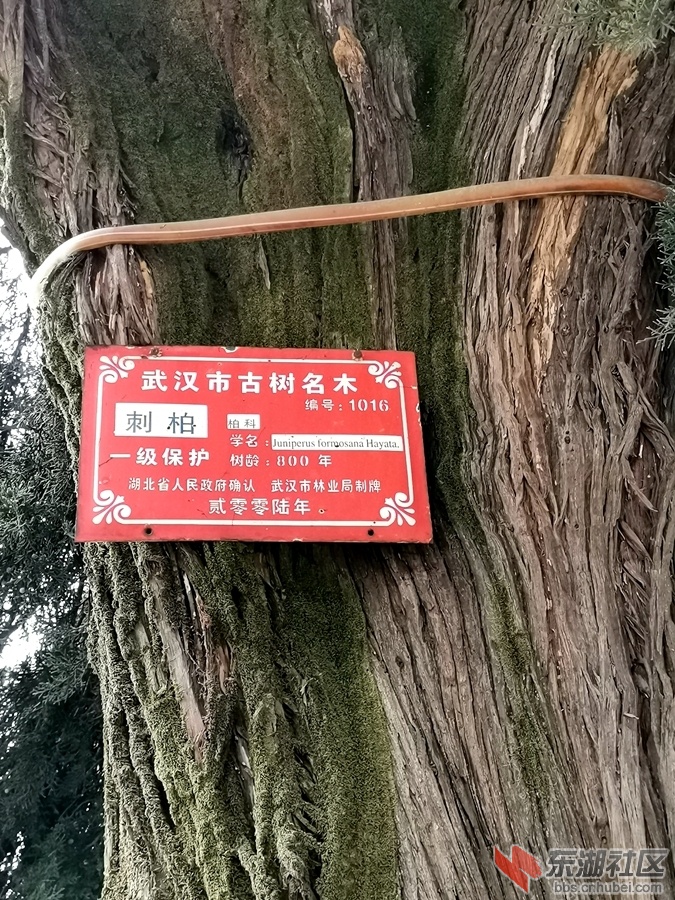 武汉市古树名木
编号：1016
刺柏 柏科
学名：Juniperus formosana Hayata.
一级保护 树龄：800 年
湖北省人民政府确认 武汉市林业局制牌
贰零零陆年
东湖社区
bbs.cnhubei.com